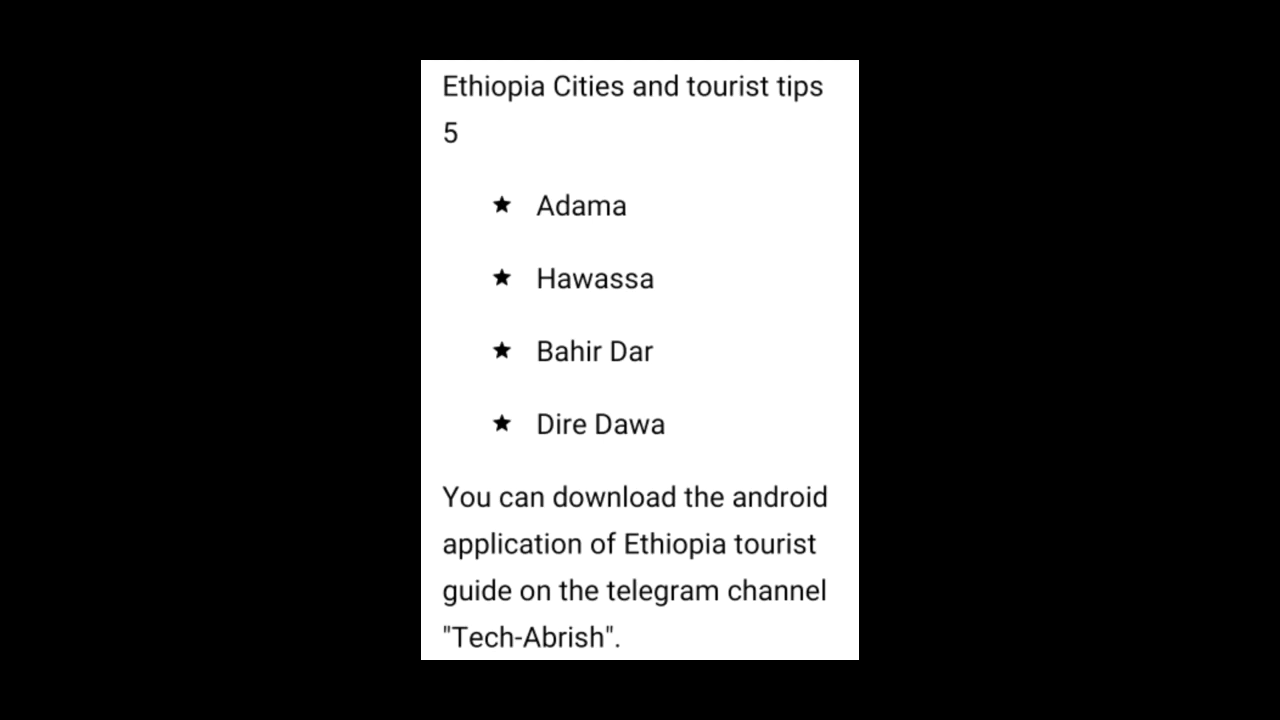 Ethiopia Cities and tourist tips
5
★ Adama
★ Hawassa
★ Bahir Dar
★ Dire Dawa
You can download the android
application of Ethiopia tourist
guide on the telegram channel
"Tech-Abrish".